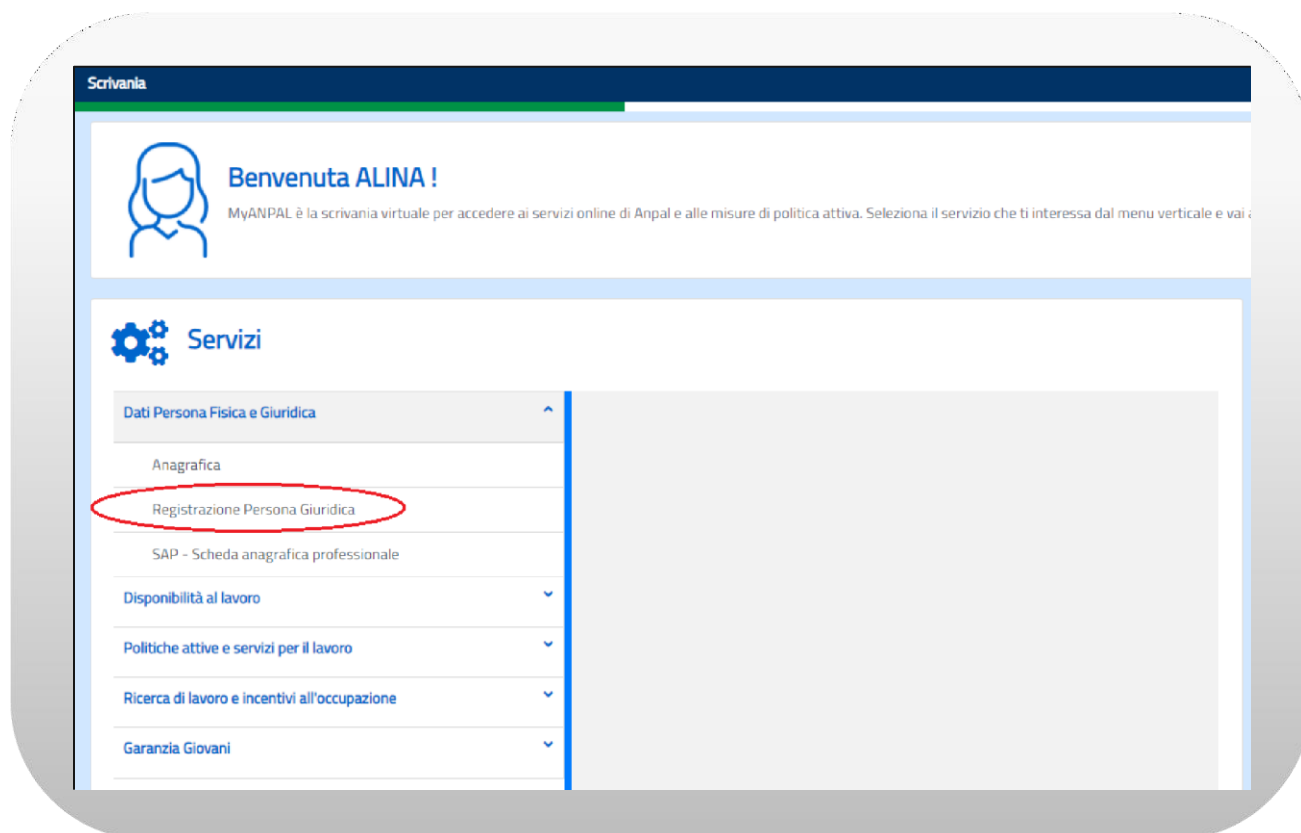 Scrivania
Benvenuta ALINA !
MyANPAL è la scrivania virtuale per accedere ai servizi online di Anpal e alle misure di politica attiva. Seleziona il servizio che ti interessa dal menu verticale e vai
Servizi
Dati Persona Fisica e Giuridica
Anagrafica
Registrazione Persona Giuridica
SAP - Scheda anagrafica professionale
Disponibilità al lavoro
Politiche attive e servizi per il lavoro
Ricerca di lavoro e incentivi all'occupazione
Garanzia Giovani